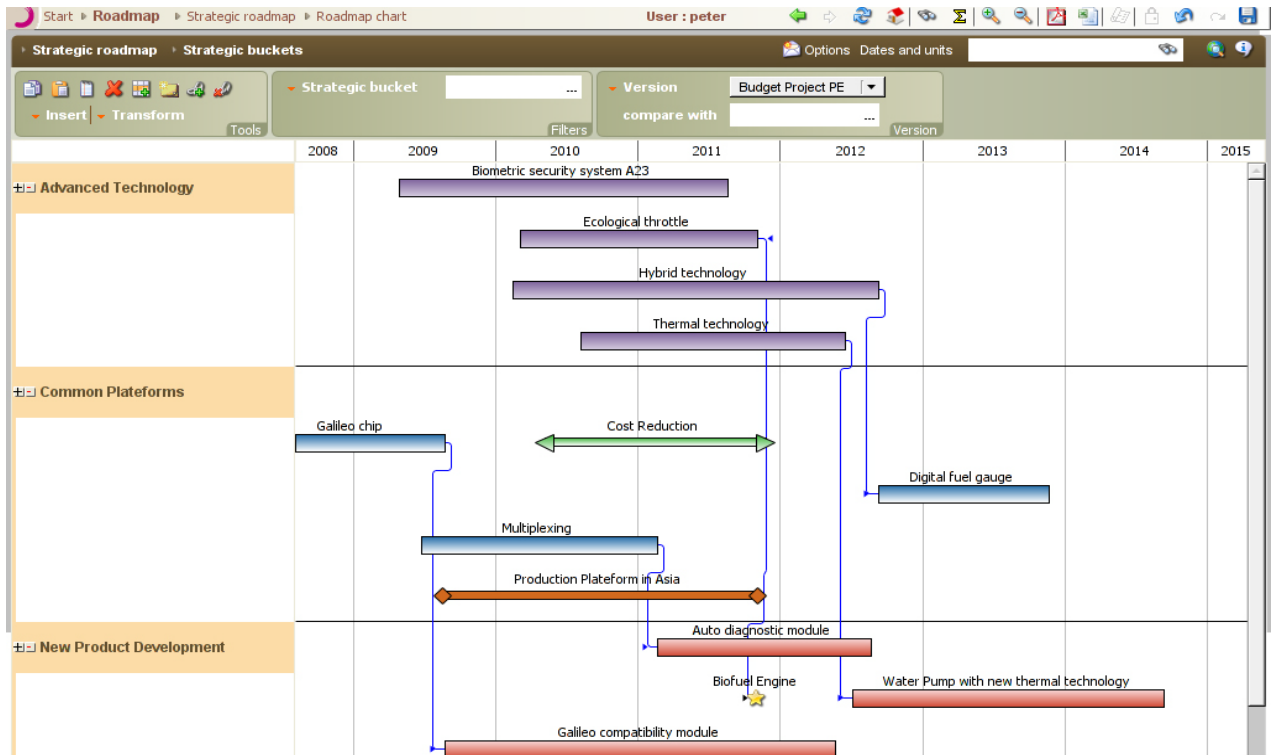 Start Roadmap Strategic roadmap Roadmap chart User : peter
Strategic roadmap Strategic buckets Options Dates and units
Strategic bucket ... Version Budget Project PE
Insert Transform compare with ...
Tools Filters Version
2008 2009 2010 2011 2012 2013 2014 2015
Biometric security system A23
Advanced Technology
Ecological throttle
Hybrid technology
Thermal technology
Common Plateforms
Galileo chip Cost Reduction
Digital fuel gauge
Multiplexing
Production Plateform in Asia
Auto diagnostic module
New Product Development
Biofuel Engine Water Pump with new thermal technology
Galileo compatibility module